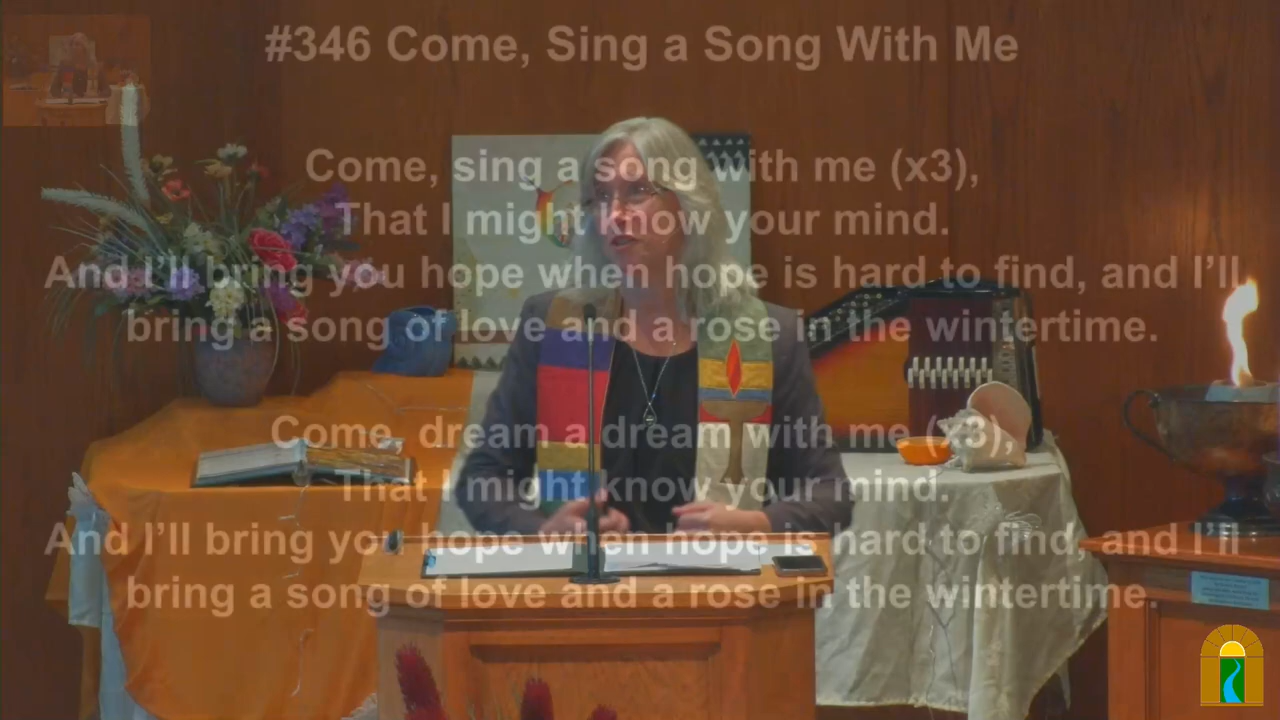 #346 Come, Sing a Song With Me
Come, sing a song with me (x3),
That I might know your mind.
And I'll bring you hope when hope is hard to find, and I'll
bring a song of love and a rose in the wintertime.
Come, dream a dream with me (x3),
That I might know your mind.
And I'll bring you hope when hope is hard to find, and I'll
bring a song of love and a rose in the wintertime.